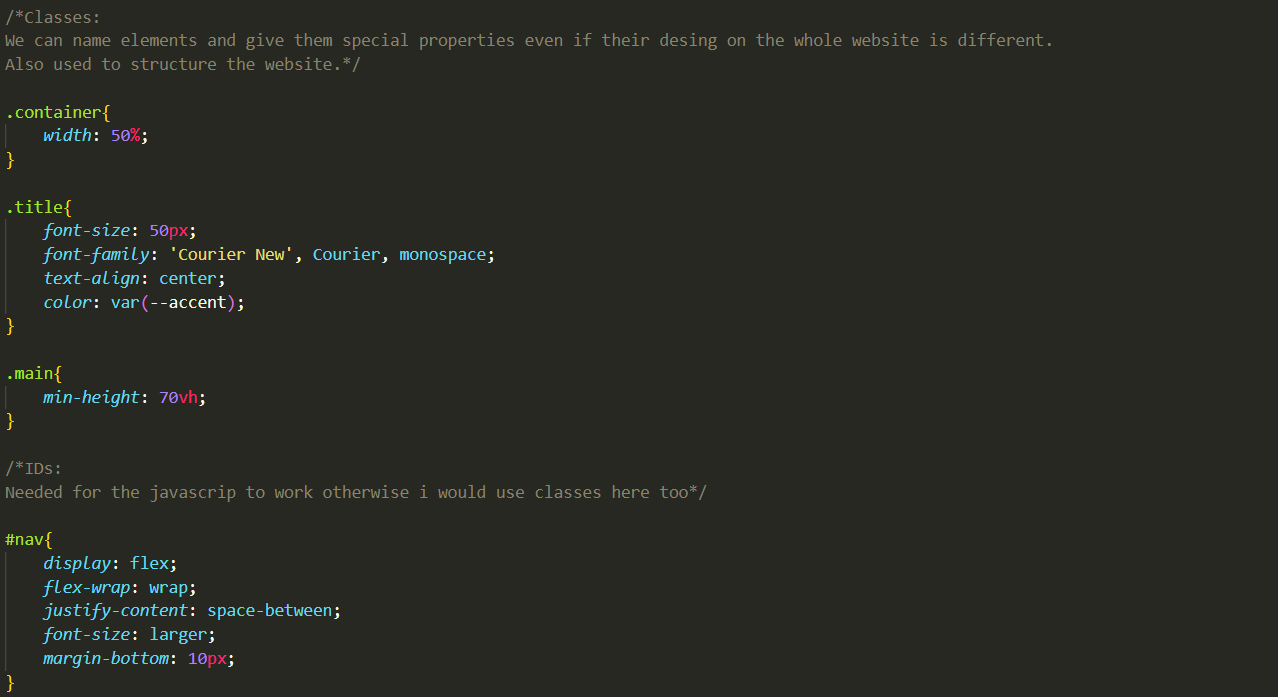 /*Classes:
We can name elements and give them special properties even if their desing on the whole website is different.
Also used to structure the website.*/
.container{
width: 50%;
}
.title{
font-size: 50px;
font-family: 'Courier New', Courier, monospace;
text-align: center;
color: var(--accent);
}
.main{
min-height: 70vh;
}
/*IDs:
Needed for the javascrip to work otherwise i would use classes here too*/
#nav{
display: flex;
flex-wrap: wrap;
justify-content: space-between;
font-size: larger;
margin-bottom: 10px;
}